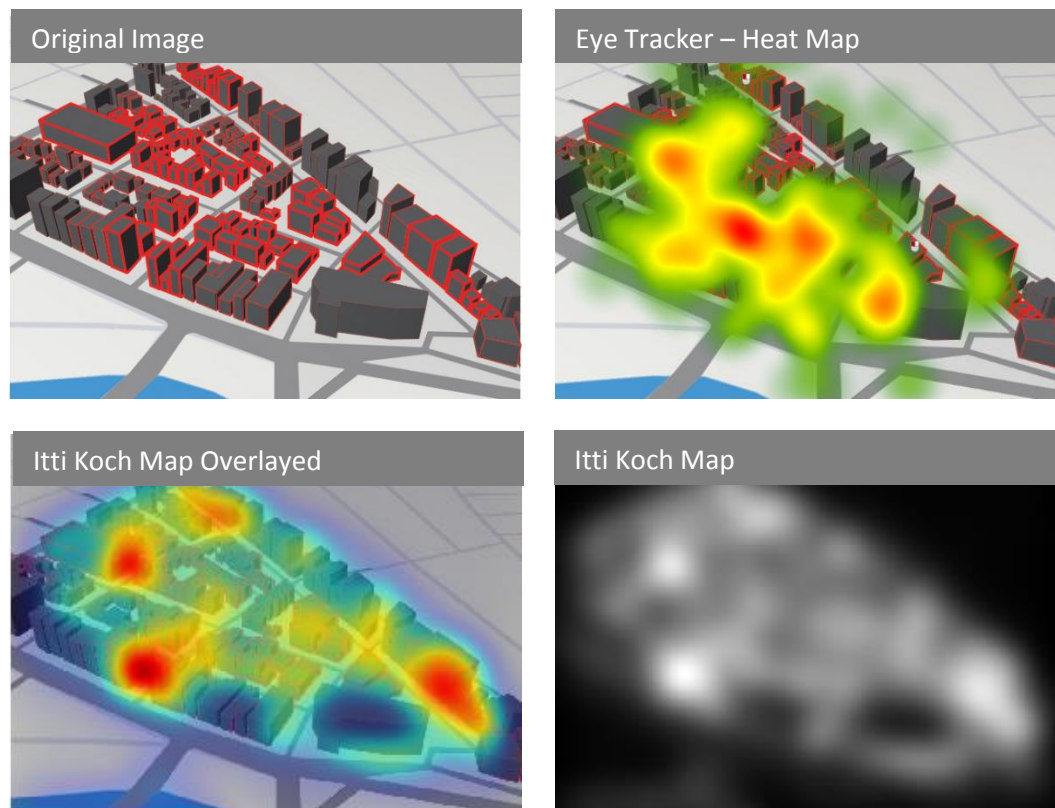 Original Image
Eye Tracker – Heat Map
Itti Koch Map Overlayed
Itti Koch Map